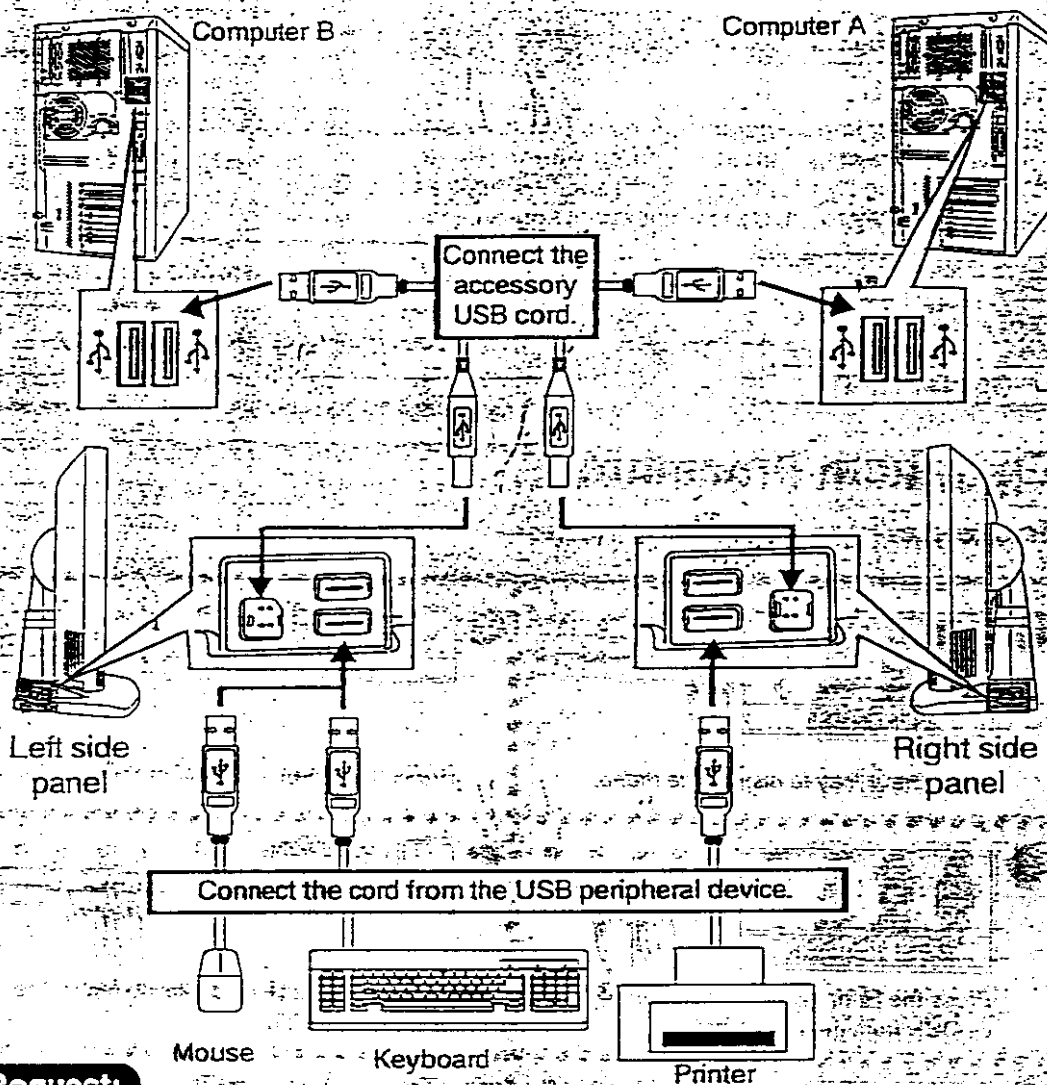 Computer B
Computer A
Connect the
accessory
USB cord.
Left side
panel
Right side
panel
Connect the cord from the USB peripheral device.
Mouse
Keyboard
Printer